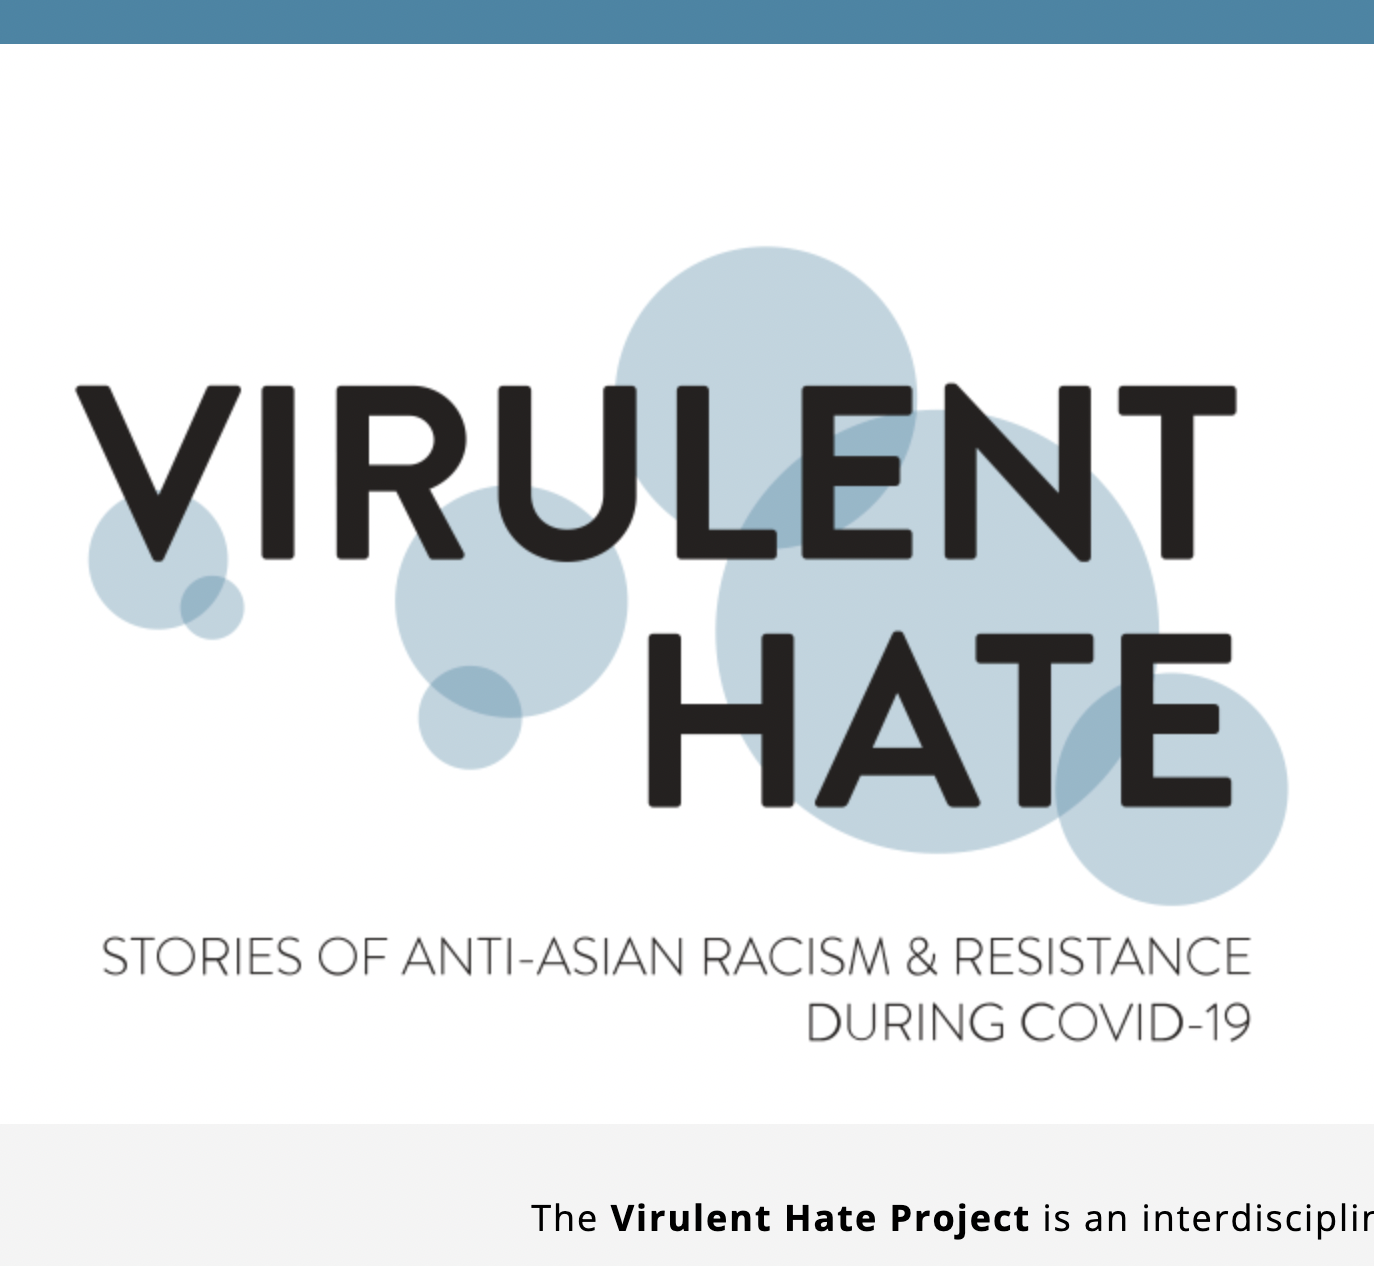 VIRULENT
HATE
STORIES OF ANTI-ASIAN RACISM & RESISTANCE
DURING COVID-19
The Virulent Hate Project is an